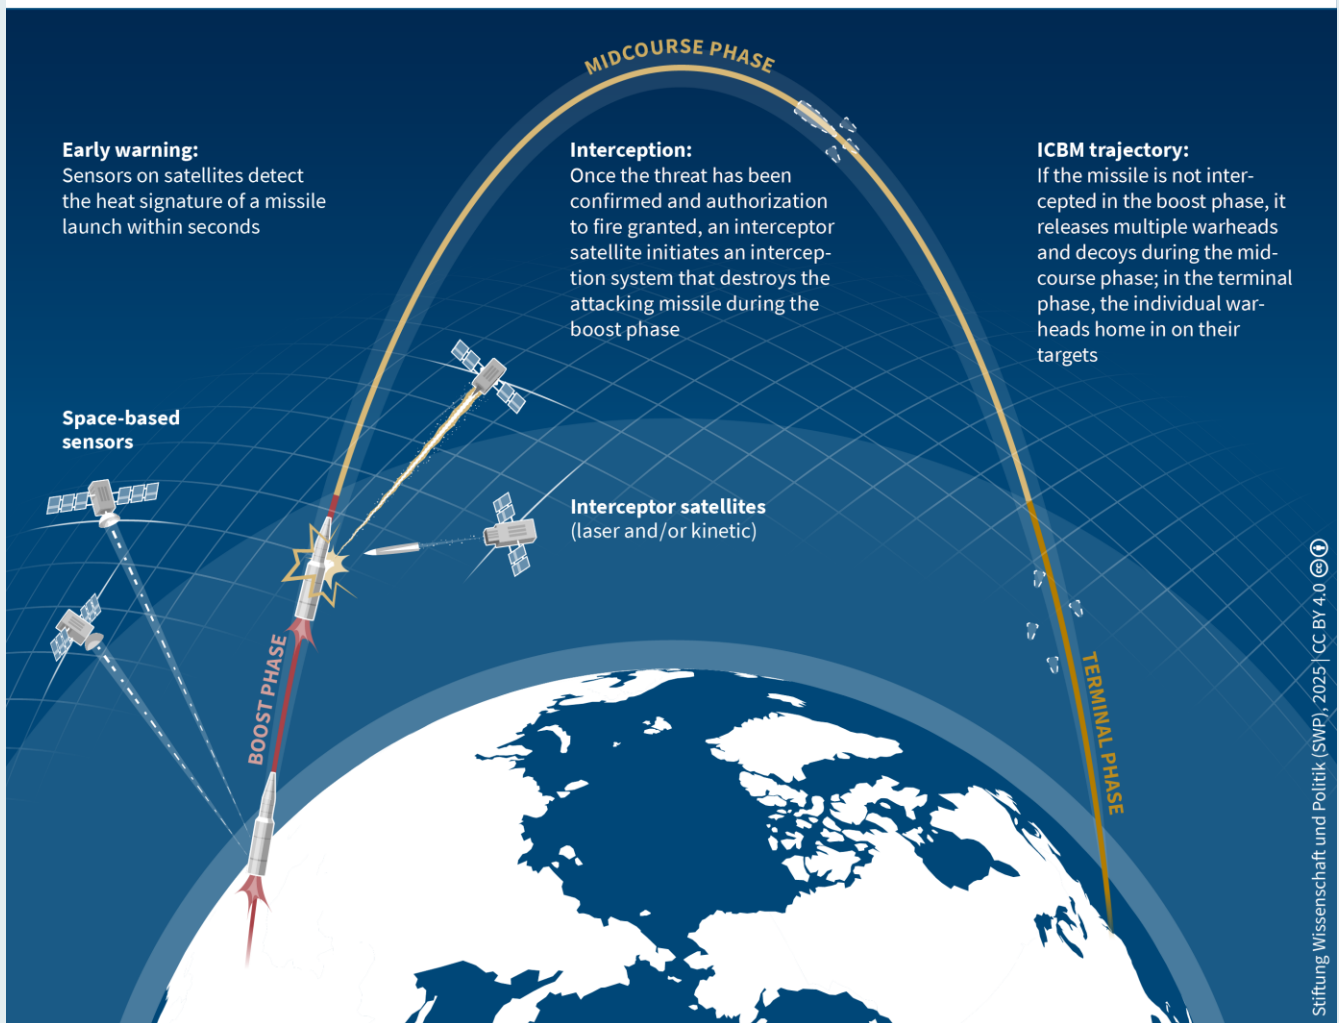 MIDCOURSE PHASE
Early warning:
Sensors on satellites detect
the heat signature of a missile
launch within seconds
Interception:
Once the threat has been
confirmed and authorization
to fire granted, an interceptor
satellite initiates an intercep-
tion system that destroys the
attacking missile during the
boost phase
ICBM trajectory:
If the missile is not inter-
cepted in the boost phase, it
releases multiple warheads
and decoys during the mid-
course phase; in the terminal
phase, the individual war-
heads home in on their
targets
Space-based
sensors
Interceptor satellites
(laser and/or kinetic)
BOOST PHASE
TERMINAL PHASE
Stiftung Wissenschaft und Politik (SWP), 2025 | CC BY 4.0 cc